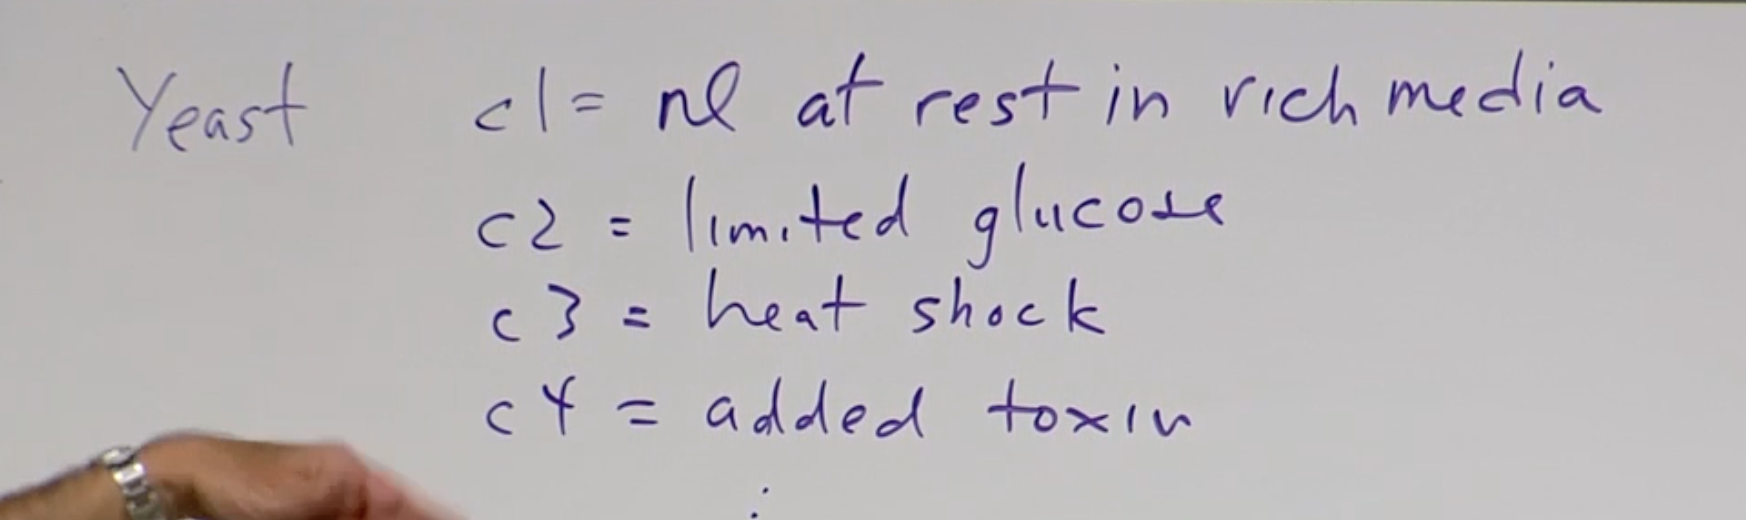 Yeast c1 = nl at rest in rich media
c2 = limited glucose
c3 = heat shock
c4 = added toxin
: